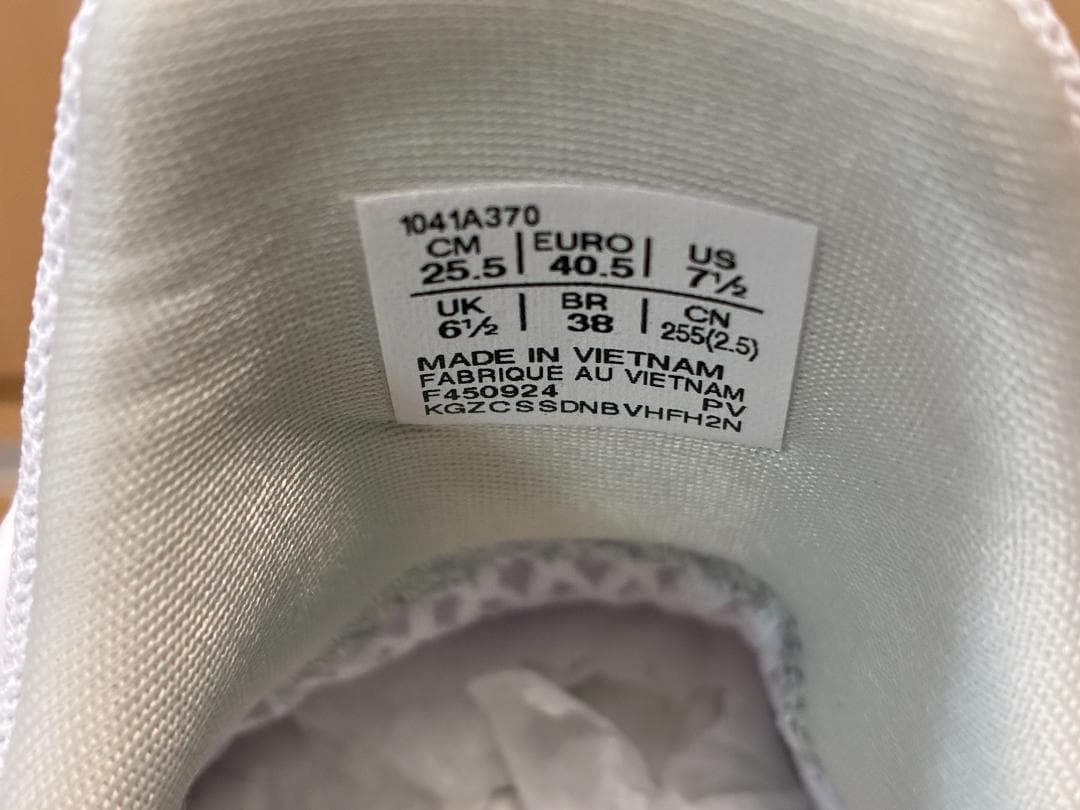 1041A370
CM | EURO | US
25.5 | 40.5 | 7½
UK | BR | CN
6½ | 38 | 255(2.5)
MADE IN VIETNAM
FABRIQUE AU VIETNAM
F450924 PV
KGZCSSDNBVHFH2N